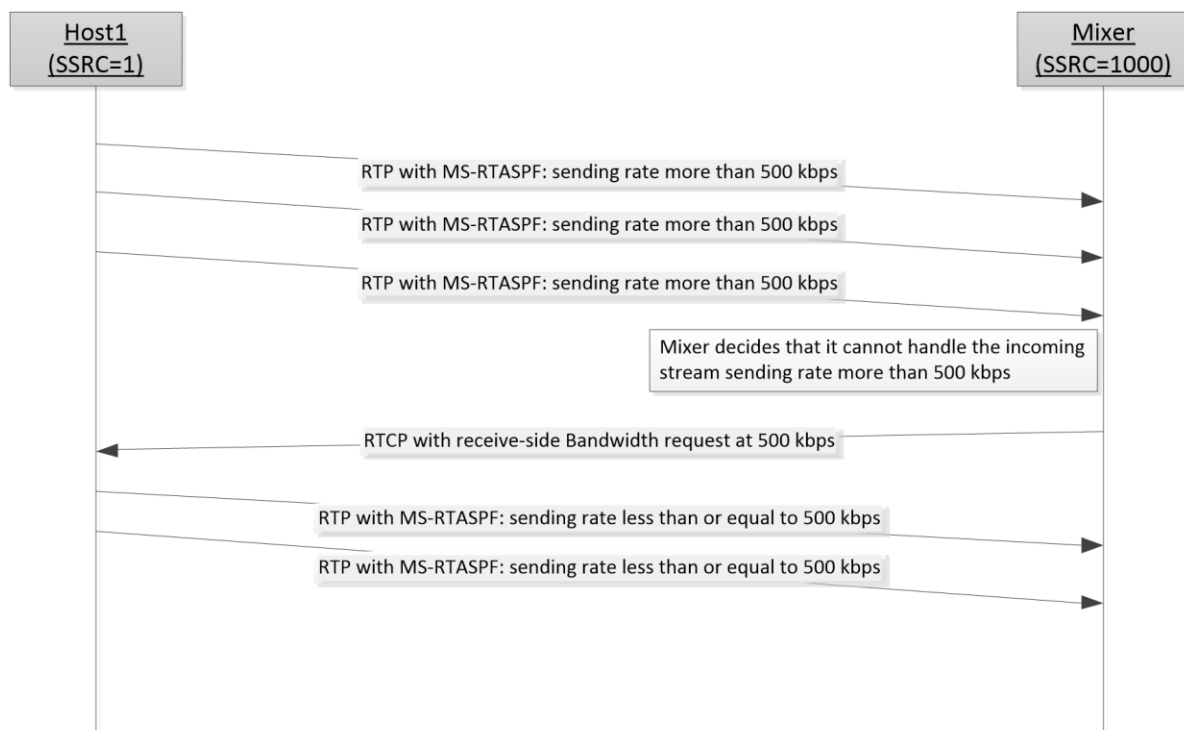 Host1
(SSRC=1)
Mixer
(SSRC=1000)
RTP with MS-RTASPF: sending rate more than 500 kbps
RTP with MS-RTASPF: sending rate more than 500 kbps
RTP with MS-RTASPF: sending rate more than 500 kbps
Mixer decides that it cannot handle the incoming
stream sending rate more than 500 kbps
RTCP with receive-side Bandwidth request at 500 kbps
RTP with MS-RTASPF: sending rate less than or equal to 500 kbps
RTP with MS-RTASPF: sending rate less than or equal to 500 kbps